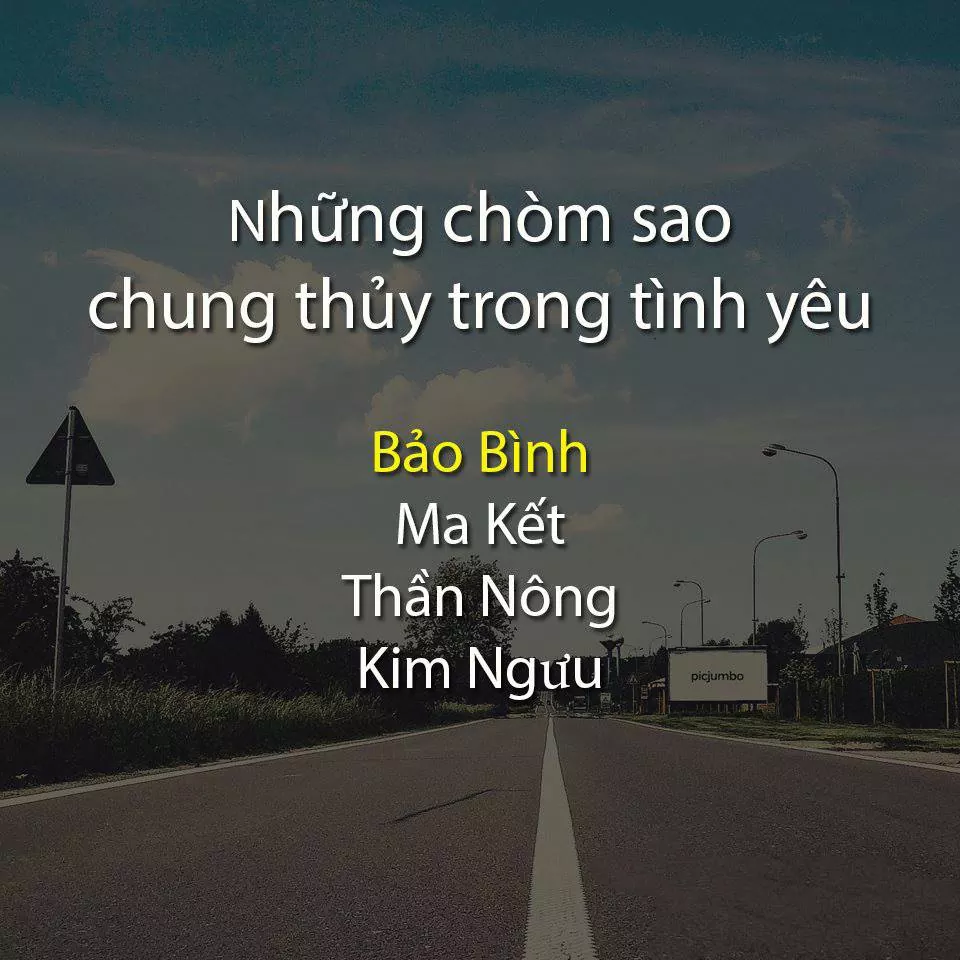 Những chòm sao
chung thủy trong tình yêu
Bảo Bình
Ma Kết
Thần Nông
Kim Ngưu
picjumbo